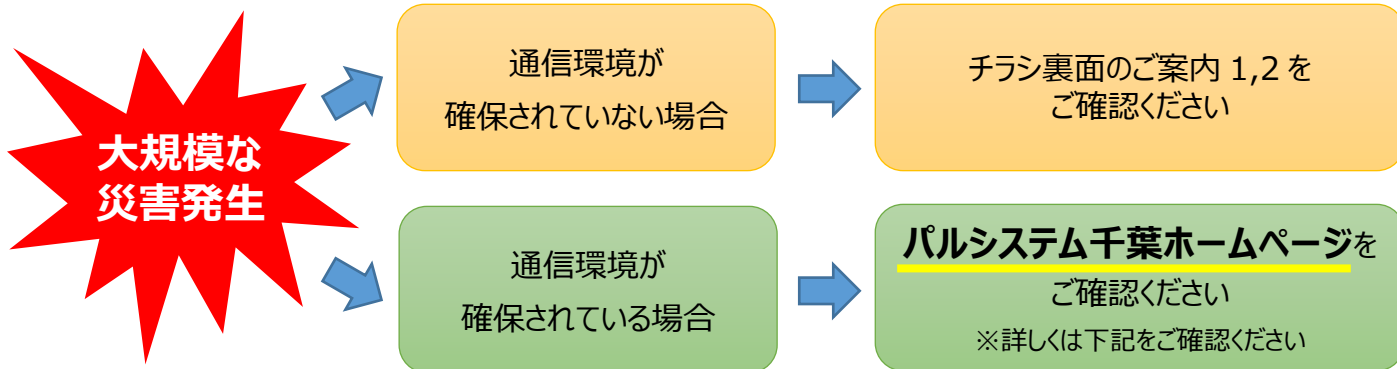 大規模な
災害発生
通信環境が
確保されていない場合
チラシ裏面のご案内 1,2 を
ご確認ください
通信環境が
確保されている場合
パルシステム千葉ホームページを
ご確認ください
※詳しくは下記をご確認ください